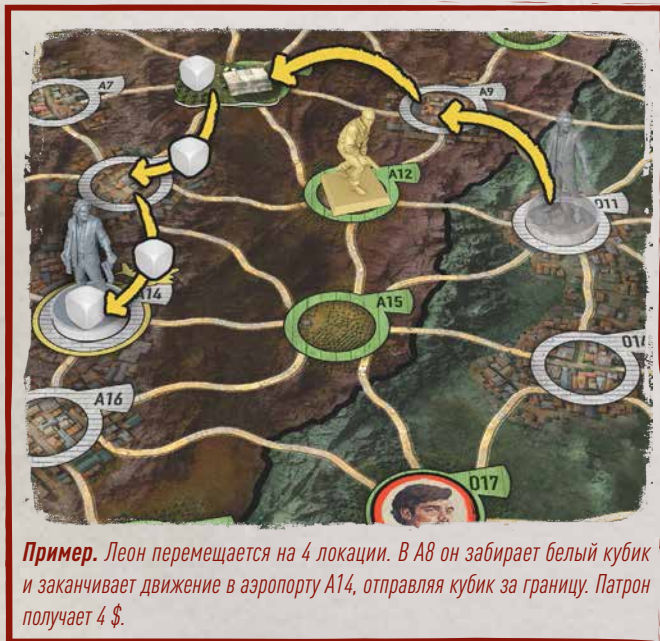 A7
A9
A12
O11
A14
A15
O1
A16
O17
Пример. Леон перемещается на 4 локации. В А8 он забирает белый кубик
и заканчивает движение в аэропорту А14, отправляя кубик за границу. Патрон
получает 4 $.